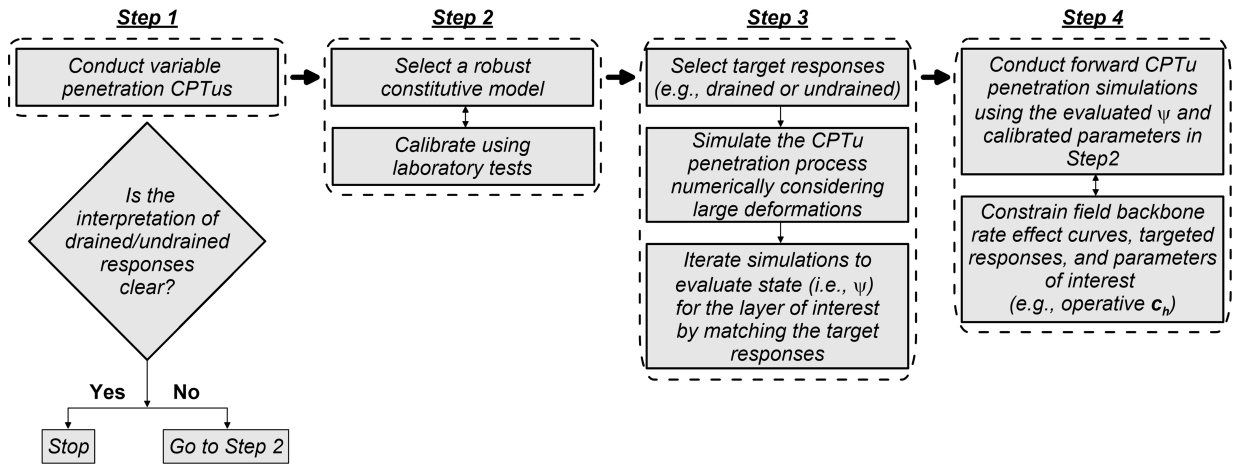 Step 1
Conduct variable
penetration CPTus
Is the
interpretation of
drained/undrained
responses
clear?
Yes
No
Stop
Go to Step 2
Step 2
Select a robust
constitutive model
Calibrate using
laboratory tests
Step 3
Select target responses
(e.g., drained or undrained)
Simulate the CPTu
penetration process
numerically considering
large deformations
Iterate simulations to
evaluate state (i.e., ψ)
for the layer of interest
by matching the target
responses
Step 4
Conduct forward CPTu
penetration simulations
using the evaluated ψ and
calibrated parameters in
Step2
Constrain field backbone
rate effect curves, targeted
responses, and parameters
of interest
(e.g., operative c_h)